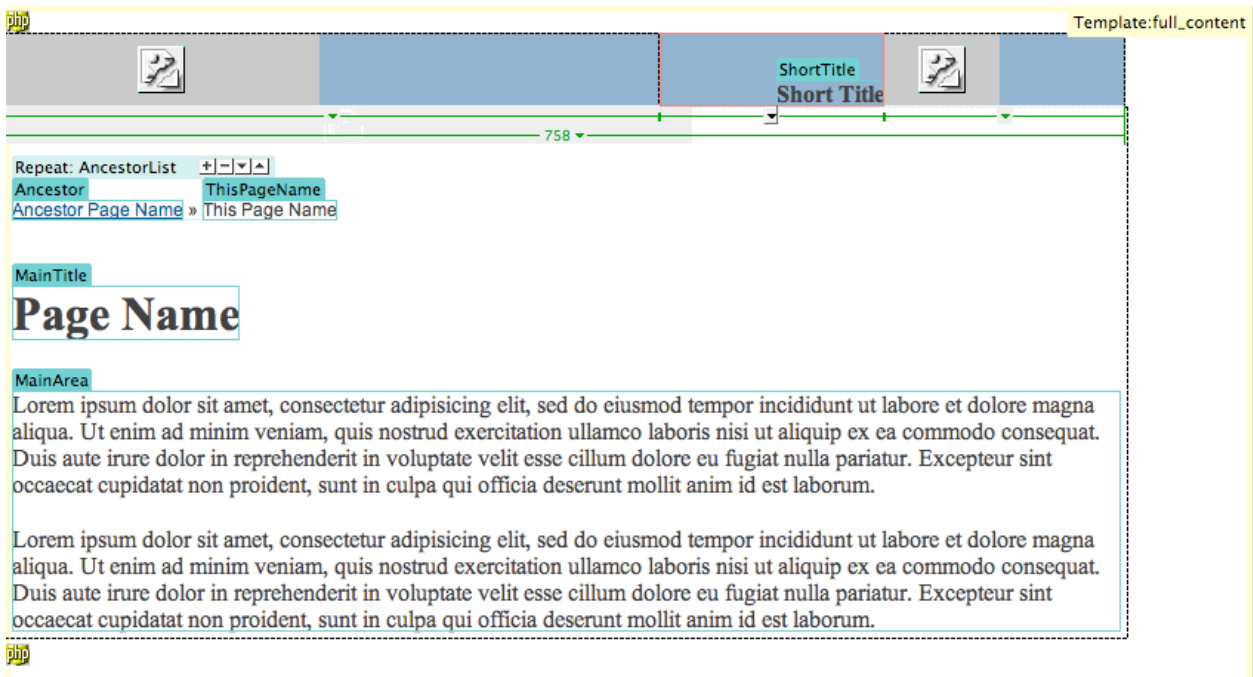 php
Template:full_content
ShortTitle
Short Title
758
Repeat: AncestorList
Ancestor ThisPageName
Ancestor Page Name » This Page Name
MainTitle
Page Name
MainArea
Lorem ipsum dolor sit amet, consectetur adipisicing elit, sed do eiusmod tempor incididunt ut labore et dolore magna
aliqua. Ut enim ad minim veniam, quis nostrud exercitation ullamco laboris nisi ut aliquip ex ea commodo consequat.
Duis aute irure dolor in reprehenderit in voluptate velit esse cillum dolore eu fugiat nulla pariatur. Excepteur sint
occaecat cupidatat non proident, sunt in culpa qui officia deserunt mollit anim id est laborum.
Lorem ipsum dolor sit amet, consectetur adipisicing elit, sed do eiusmod tempor incididunt ut labore et dolore magna
aliqua. Ut enim ad minim veniam, quis nostrud exercitation ullamco laboris nisi ut aliquip ex ea commodo consequat.
Duis aute irure dolor in reprehenderit in voluptate velit esse cillum dolore eu fugiat nulla pariatur. Excepteur sint
occaecat cupidatat non proident, sunt in culpa qui officia deserunt mollit anim id est laborum.
php